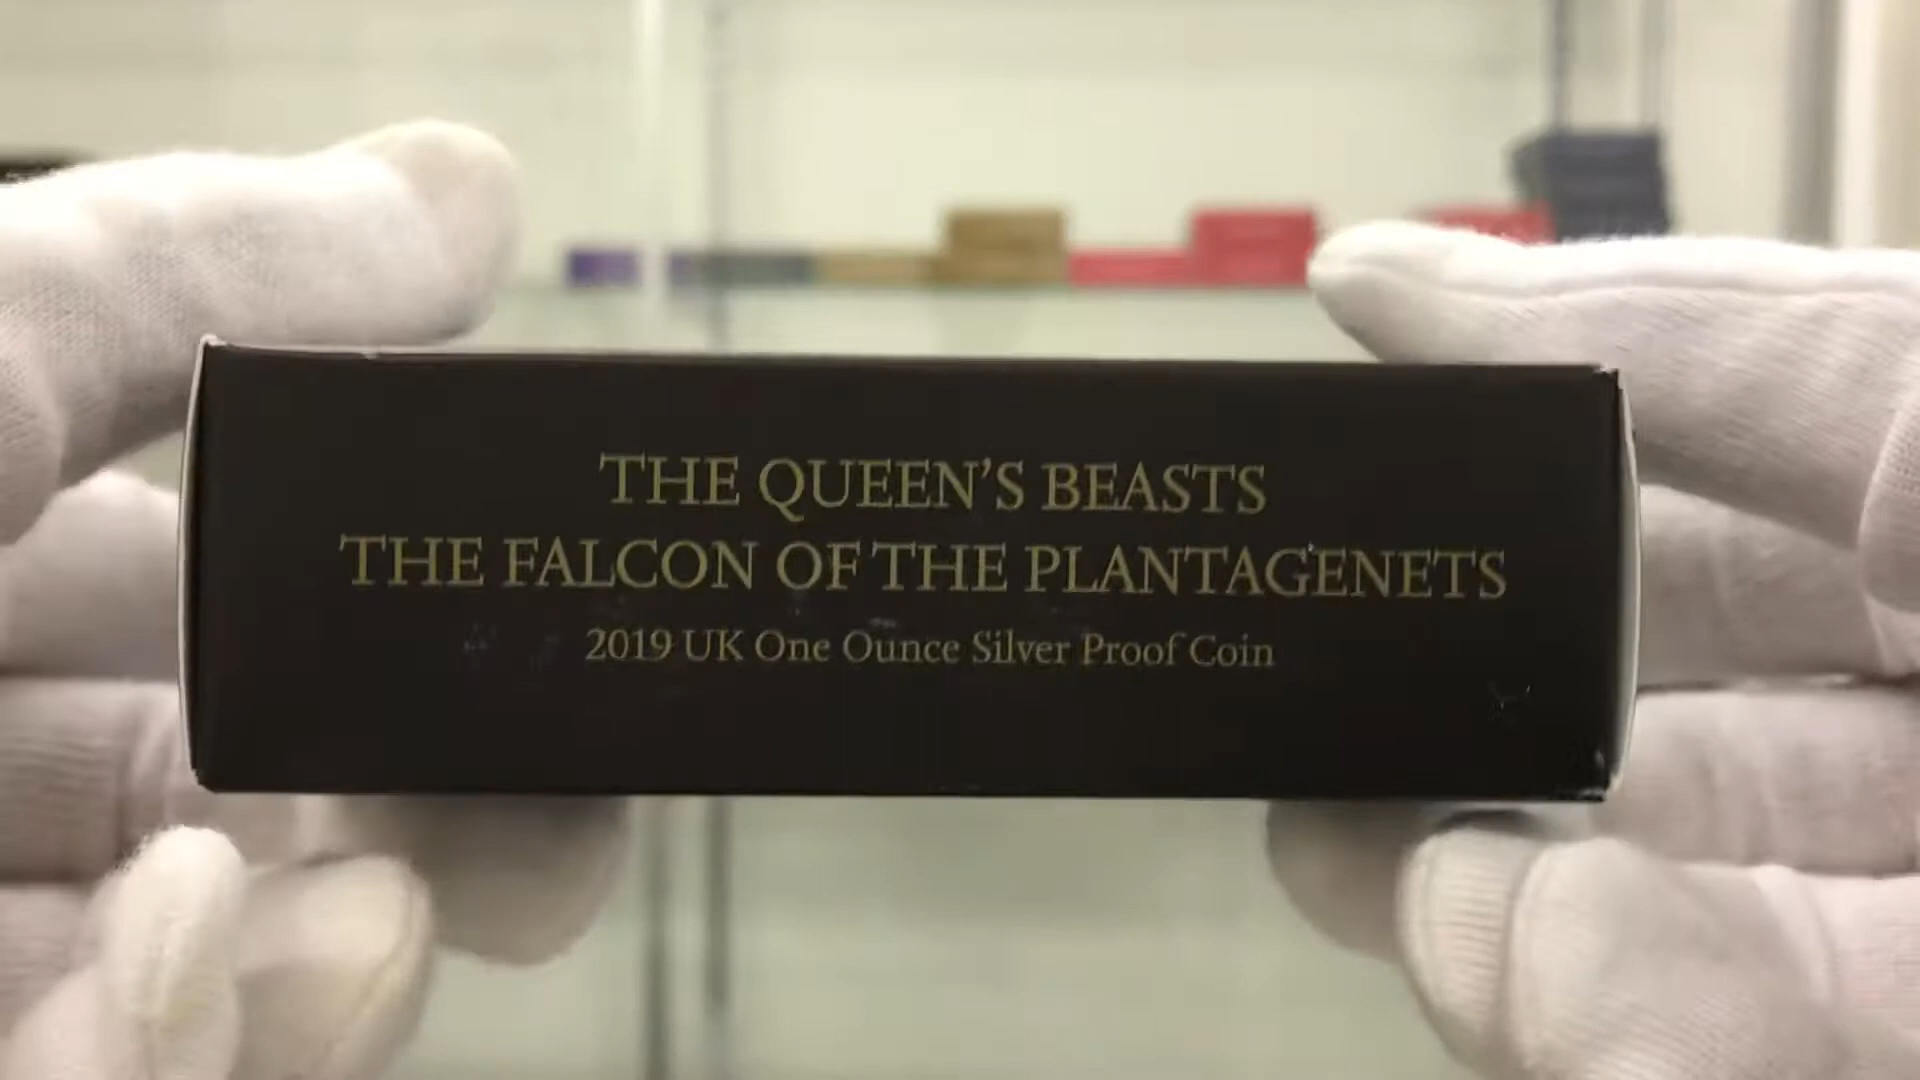 THE QUEEN'S BEASTS
THE FALCON OF THE PLANTAGENETS
2019 UK One Ounce Silver Proof Coin